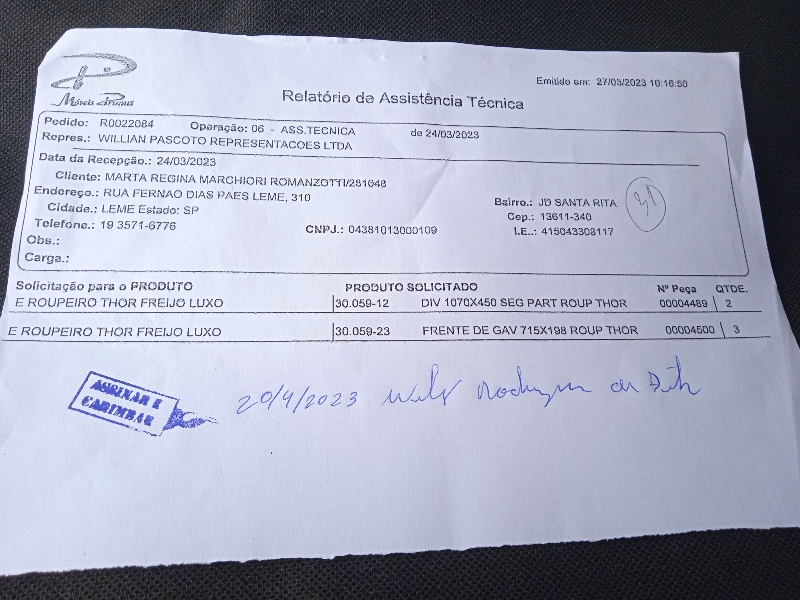 Móveis Primus
Emitido em: 27/03/2023 10:16:50
Relatório de Assistência Técnica
Pedido: R0022084 Operação: 06 - ASS.TECNICA de 24/03/2023
Repres.: WILLIAN PASCOTO REPRESENTACOES LTDA
Data da Recepção.: 24/03/2023
Cliente: MARTA REGINA MARCHIORI ROMANZOTTI/281048
Endereço.: RUA FERNAO DIAS PAES LEME, 310 Bairro.: JD SANTA RITA
Cidade.: LEME Estado: SP Cep.: 13611-340
Telefone.: 19 3571-6776 CNPJ.: 04381013000109 I.E..: 415043308117
Obs.:
Carga.:
31
Solicitação para o PRODUTO PRODUTO SOLICITADO Nº Peça QTDE.
E ROUPEIRO THOR FREIJO LUXO 30.059-12 DIV 1070X450 SEG PART ROUP THOR 00004489 2
E ROUPEIRO THOR FREIJO LUXO 30.059-23 FRENTE DE GAV 715X198 ROUP THOR 00004500 3
ASSINAR E
CARIMBAR
20/4/2023